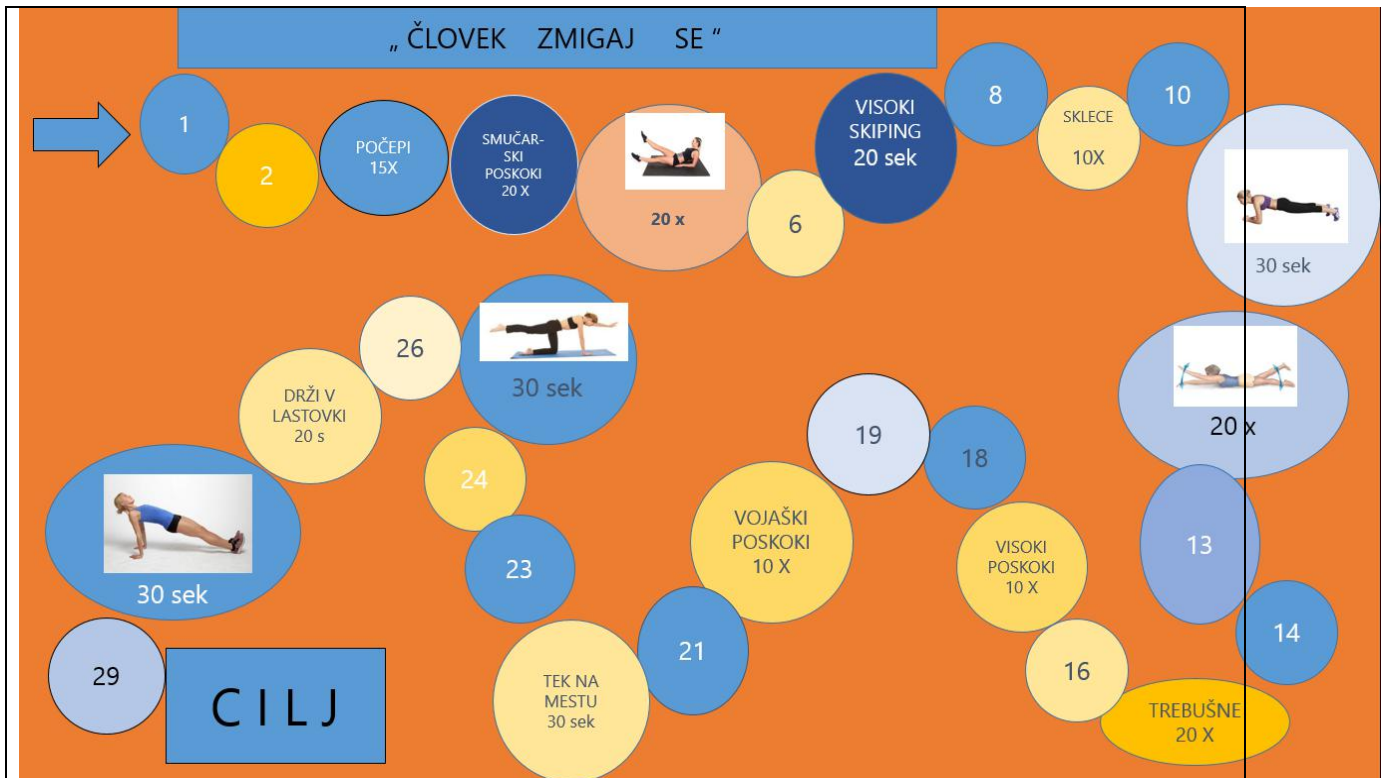 „ ČLOVEK ZMIGAJ SE “
1
2
POČEPI
15X
SMUČAR-
SKI
POSKOKI
20 X
20 x
6
VISOKI
SKIPING
20 sek
8
SKLECE
10X
10
30 sek
20 x
13
14
TREBUŠNE
20 X
16
VISOKI
POSKOKI
10 X
18
19
VOJAŠKI
POSKOKI
10 X
21
TEK NA
MESTU
30 sek
23
24
30 sek
26
DRŽI V
LASTOVKI
20 s
30 sek
29
C I L J